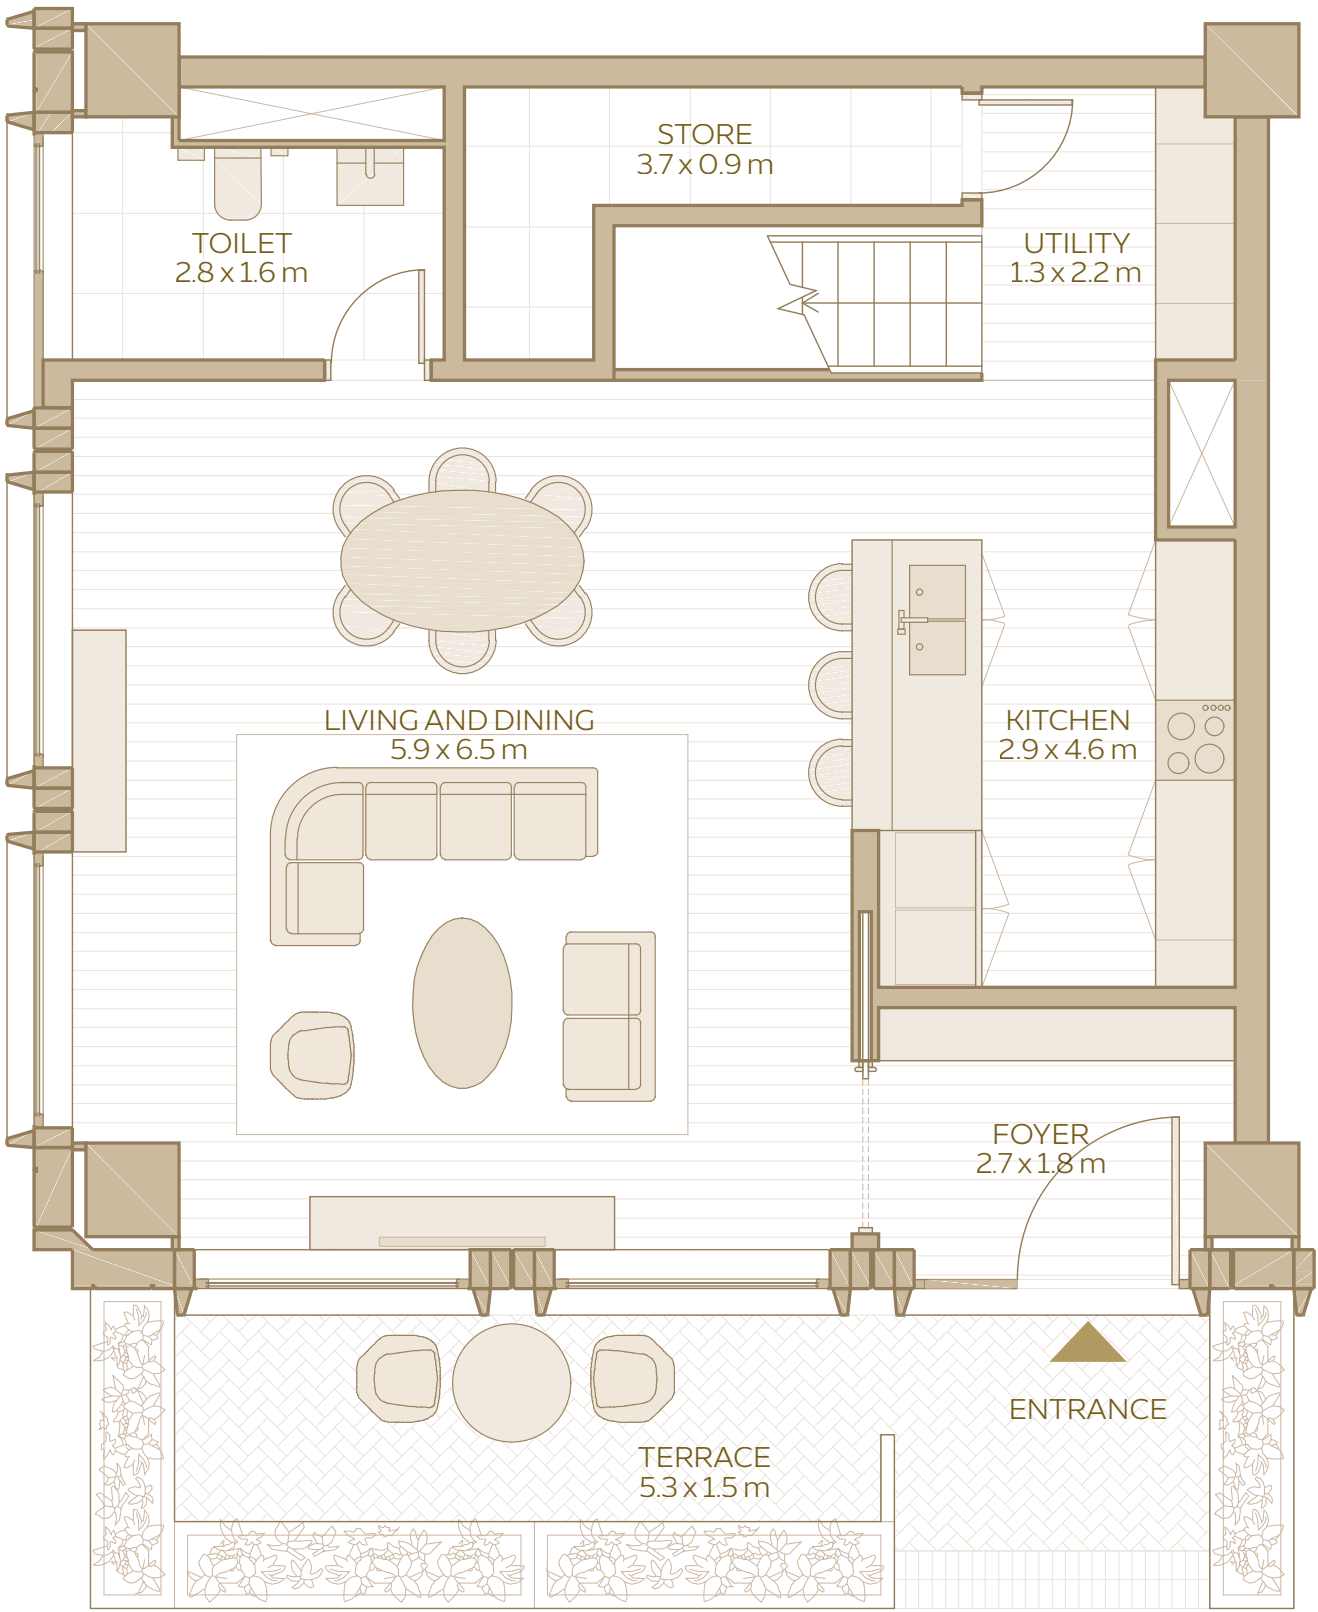 STORE
3.7 x 0.9 m
TOILET
2.8 x 1.6 m
UTILITY
1.3 x 2.2 m
LIVING AND DINING
5.9 x 6.5 m
KITCHEN
2.9 x 4.6 m
FOYER
2.7 x 1.8 m
ENTRANCE
TERRACE
5.3 x 1.5 m